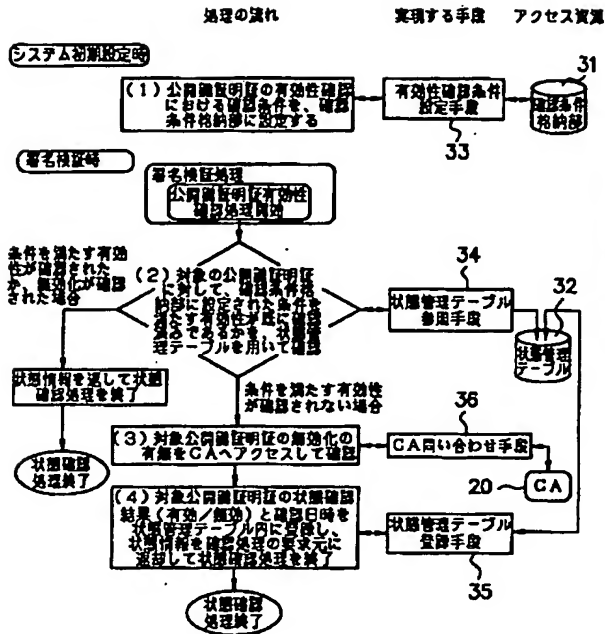 処理の流れ
実現する手段
アクセス資源
システム初期設定時
(1)公開鍵証明証の有効性確認
における確認条件を、確認
条件格納部に設定する
有効性確認条件
設定手段
33
31
確認条件
格納部
署名検証時
署名検証処理
公開鍵証明証有効性
確認処理開始
条件を満たす有効
性が確認された
か、無効化が確認
された場合
(2)対象の公開鍵証明証
に対して、確認条件格
納部に設定された条件を
満たす有効性が既に確認
済みであるかを、状態管
理テーブルを用いて確認
34
状態管理テーブル
参照手段
32
状態管理
テーブル
状態情報を返して状態
確認処理を終了
条件を満たす有効性
が確認されない場合
状態確認
処理終了
(3)対象公開鍵証明証の無効化の
有無をCAへアクセスして確認
36
CA問い合わせ手段
20
CA
(4)対象公開鍵証明証の状態確認
結果(有効/無効)と確認日時を
状態管理テーブル内に登録し、
状態情報を確認処理の要求元に
返却して状態確認処理を終了
状態管理テーブル
登録手段
35
状態確認
処理終了